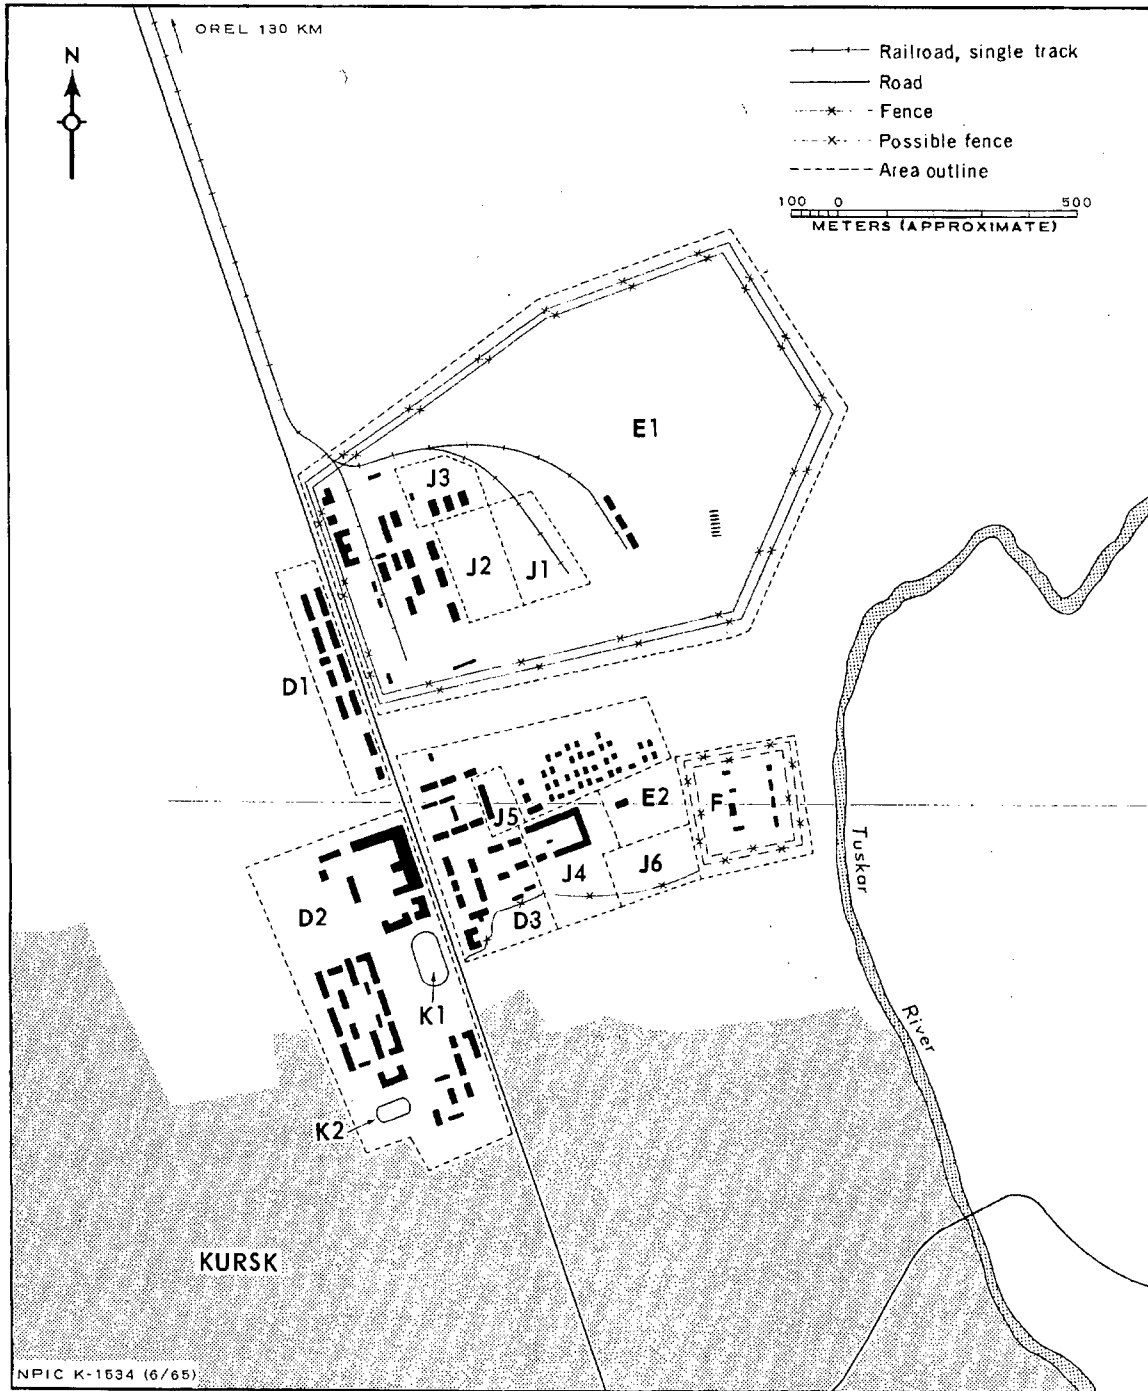 OREL 130 KM
N
Railroad, single track
Road
Fence
Possible fence
Area outline
100 0 500
METERS (APPROXIMATE)
E1
J3
J2
J1
D1
E2
F
J5
J4
J6
D2
D3
K1
K2
Tuskar
River
KURSK
NPIC K-1534 (6/65)